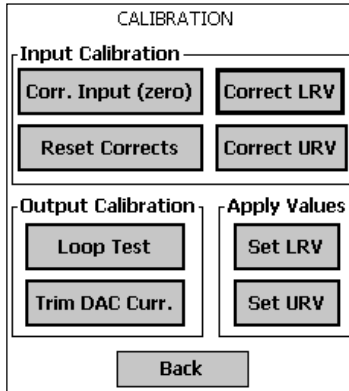 CALIBRATION
Input Calibration
Corr. Input (zero) Correct LRV
Reset Corrects Correct URV
Output Calibration Apply Values
Loop Test Set LRV
Trim DAC Curr. Set URV
Back